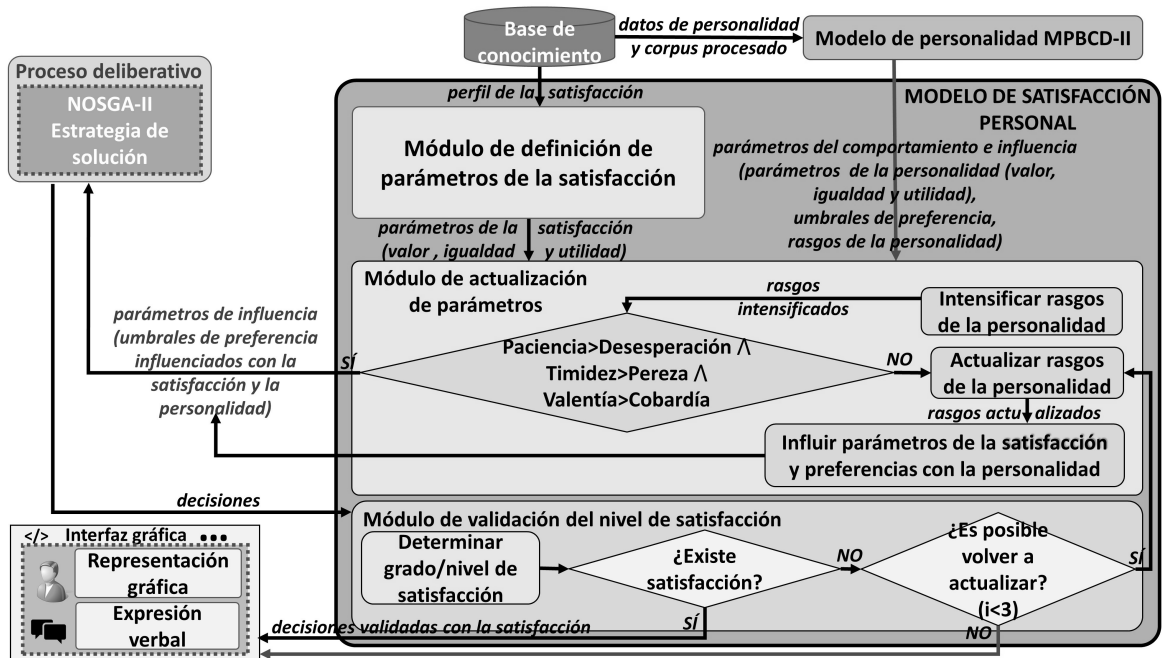 Base de
conocimiento
datos de personalidad
y corpus procesado
Modelo de personalidad MPBCD-II
Proceso deliberativo
NOSGA-II
Estrategia de
solución
perfil de la satisfacción
MODELO DE SATISFACCIÓN
PERSONAL
Módulo de definición de
parámetros de la satisfacción
parámetros del comportamiento e influencia
(parámetros de la personalidad (valor,
igualdad y utilidad),
umbrales de preferencia,
rasgos de la personalidad)
parámetros de la satisfacción
(valor , igualdad y utilidad)
Módulo de actualización
de parámetros
rasgos
intensificados
Intensificar rasgos
de la personalidad
parámetros de influencia
(umbrales de preferencia
influenciados con la
satisfacción y la
personalidad)
SÍ
Paciencia>Desesperación Λ
Timidez>Pereza Λ
Valentía>Cobardía
NO
Actualizar rasgos
de la personalidad
rasgos actualizados
Influir parámetros de la satisfacción
y preferencias con la personalidad
decisiones
Módulo de validación del nivel de satisfacción
Determinar
grado/nivel de
satisfacción
¿Existe
satisfacción?
NO
¿Es posible
volver a
actualizar?
(i<3)
SÍ
SÍ
NO
decisiones validadas con la satisfacción
</> Interfaz gráfica ...
Representación
gráfica
Expresión
verbal